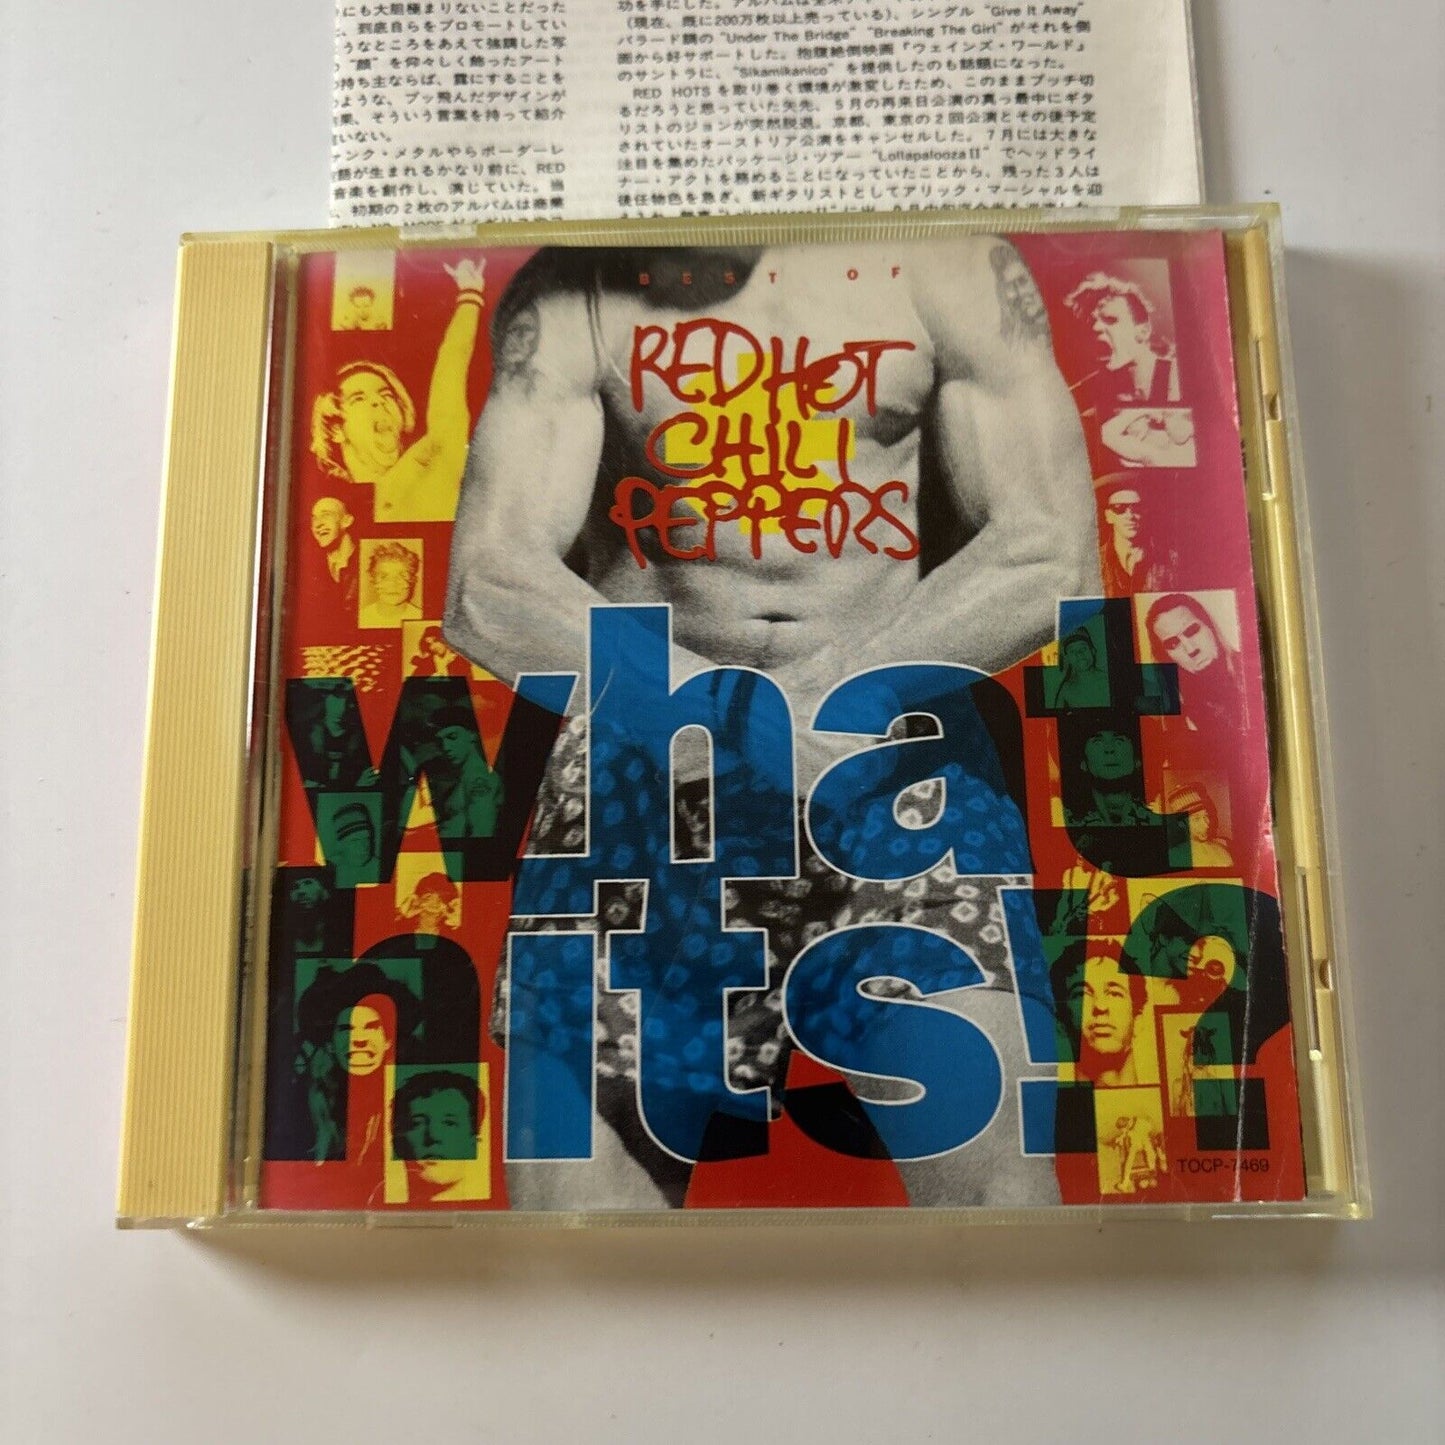 にも大胆極まりないことだった
、到底自らをプロモートしてい
うなところをあえて強調した写
"顔" を仰々しく飾ったアート
持ち主ならば、露にすることを
ような、ブッ飛んだデザインが
そういう言葉を持って紹介
いない。
ンク・メタルやらボーダーレ
語が生まれるかなり前に、RED
音楽を創作し、演じていた。当
、初期の2枚のアルバムは商業
功を手にした。アルバムは全米
(現在、既に200万枚以上売っている)、シングル "Give It Away"
バラード調の "Under The Bridge" "Breaking The Girl" がそれを側
面から好サポートした。抱腹絶倒映画『ウェインズ・ワールド』
のサントラに、"Sikamikanico" を提供したのも話題になった。
RED HOTSを取り巻く環境が激変したため、このままブッチ切
るだろうと思っていた矢先、5月の再来日公演の真っ最中にギタ
リストのジョンが突然脱退。京都、東京の2回公演とその後予定
されていたオーストリア公演をキャンセルした。7月には大きな
注目を集めたパッケージ・ツアー "Lollapalooza II" でヘッドライ
ナー・アクトを務めることになっていたことから、残った3人は
後任物色を急ぎ、新ギタリストとしてアリック・マーシャルを迎
BEST OF
RED HOT
CHILI
PEPPERS
what
hits!?
TOCP-7469